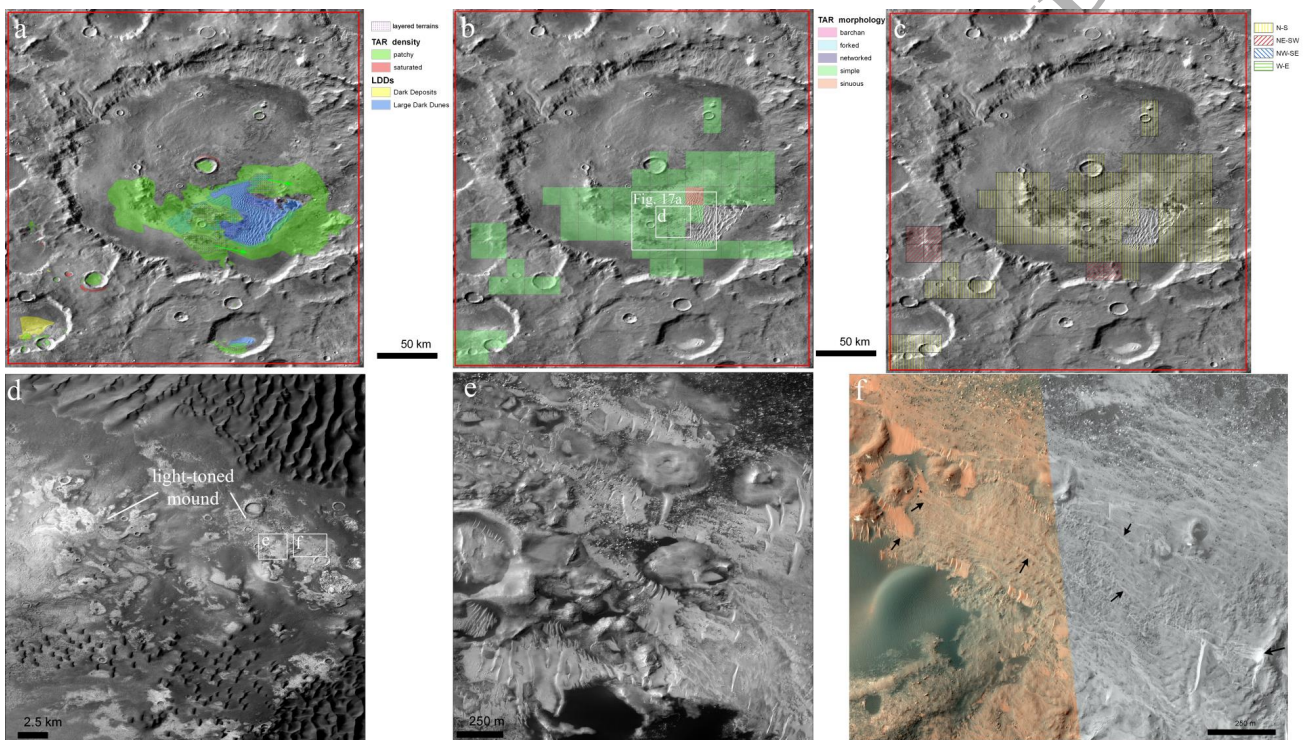 a
layered terrains
TAR density
patchy
saturated
LDDs
Dark Deposits
Large Dark Dunes
50 km
b
Fig. 17a
d
TAR morphology
barchan
forked
networked
simple
sinuous
50 km
c
N-S
NE-SW
NW-SE
W-E
d
light-toned
mound
e
f
2.5 km
e
250 m
f
250 m